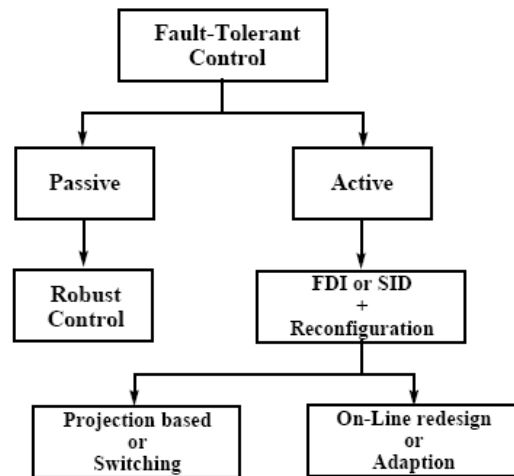 Fault-Tolerant
Control
Passive
Active
Robust
Control
FDI or SID
+
Reconfiguration
Projection based
or
Switching
On-Line redesign
or
Adaption